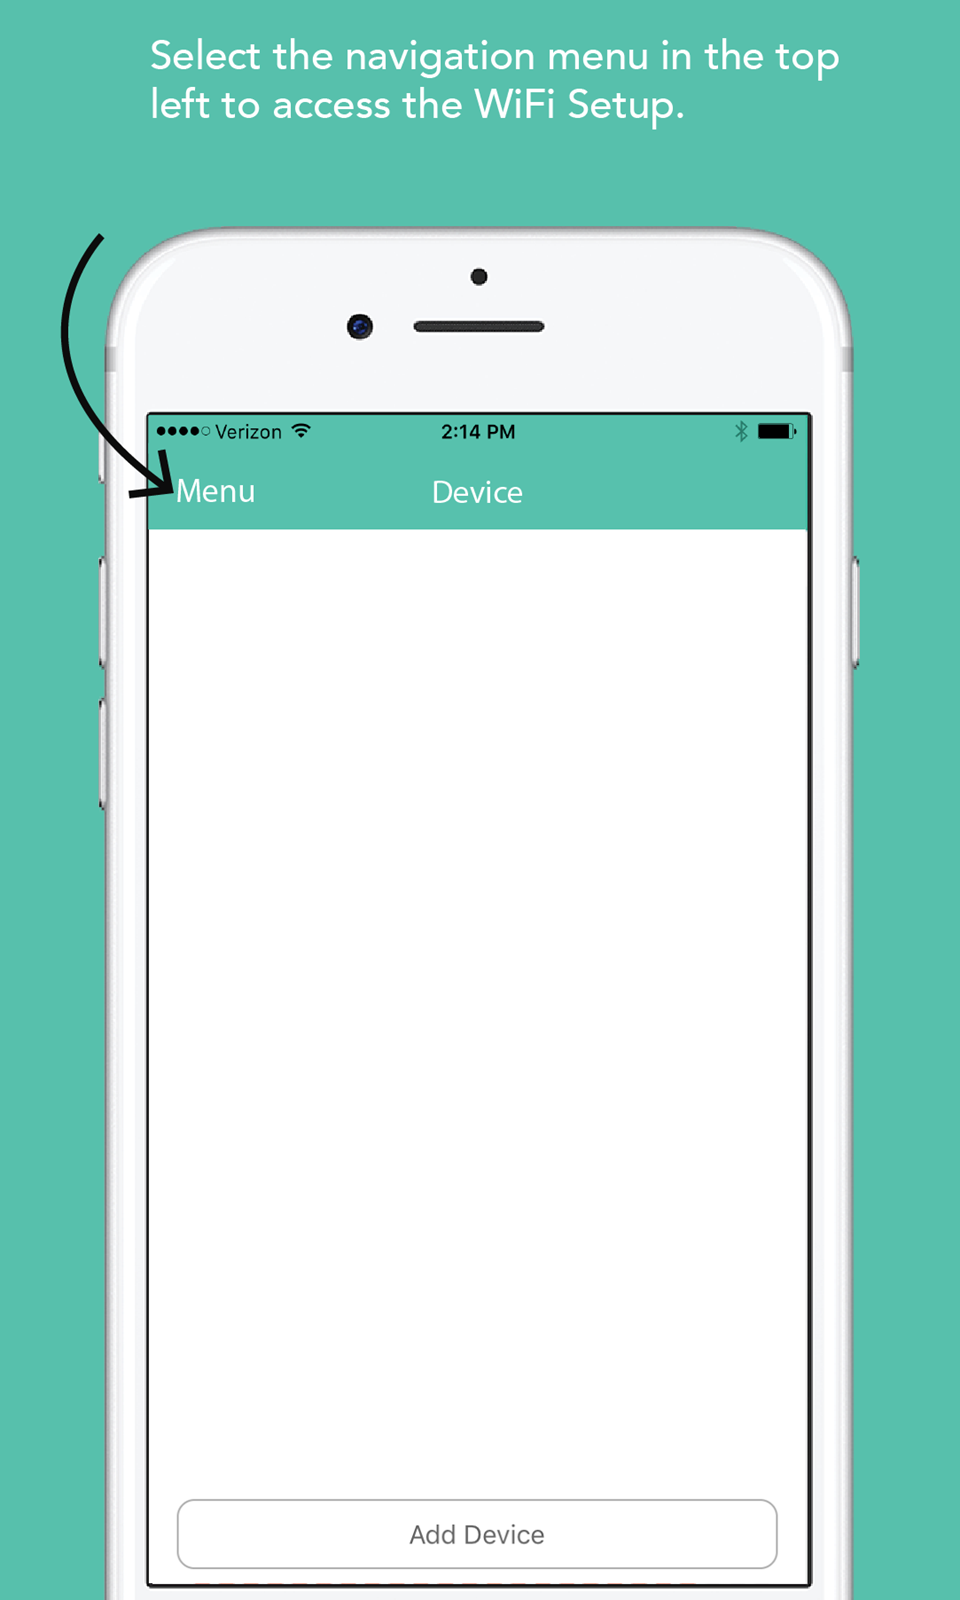 Select the navigation menu in the top
left to access the WiFi Setup.
Verizon 2:14 PM
Menu Device
Add Device